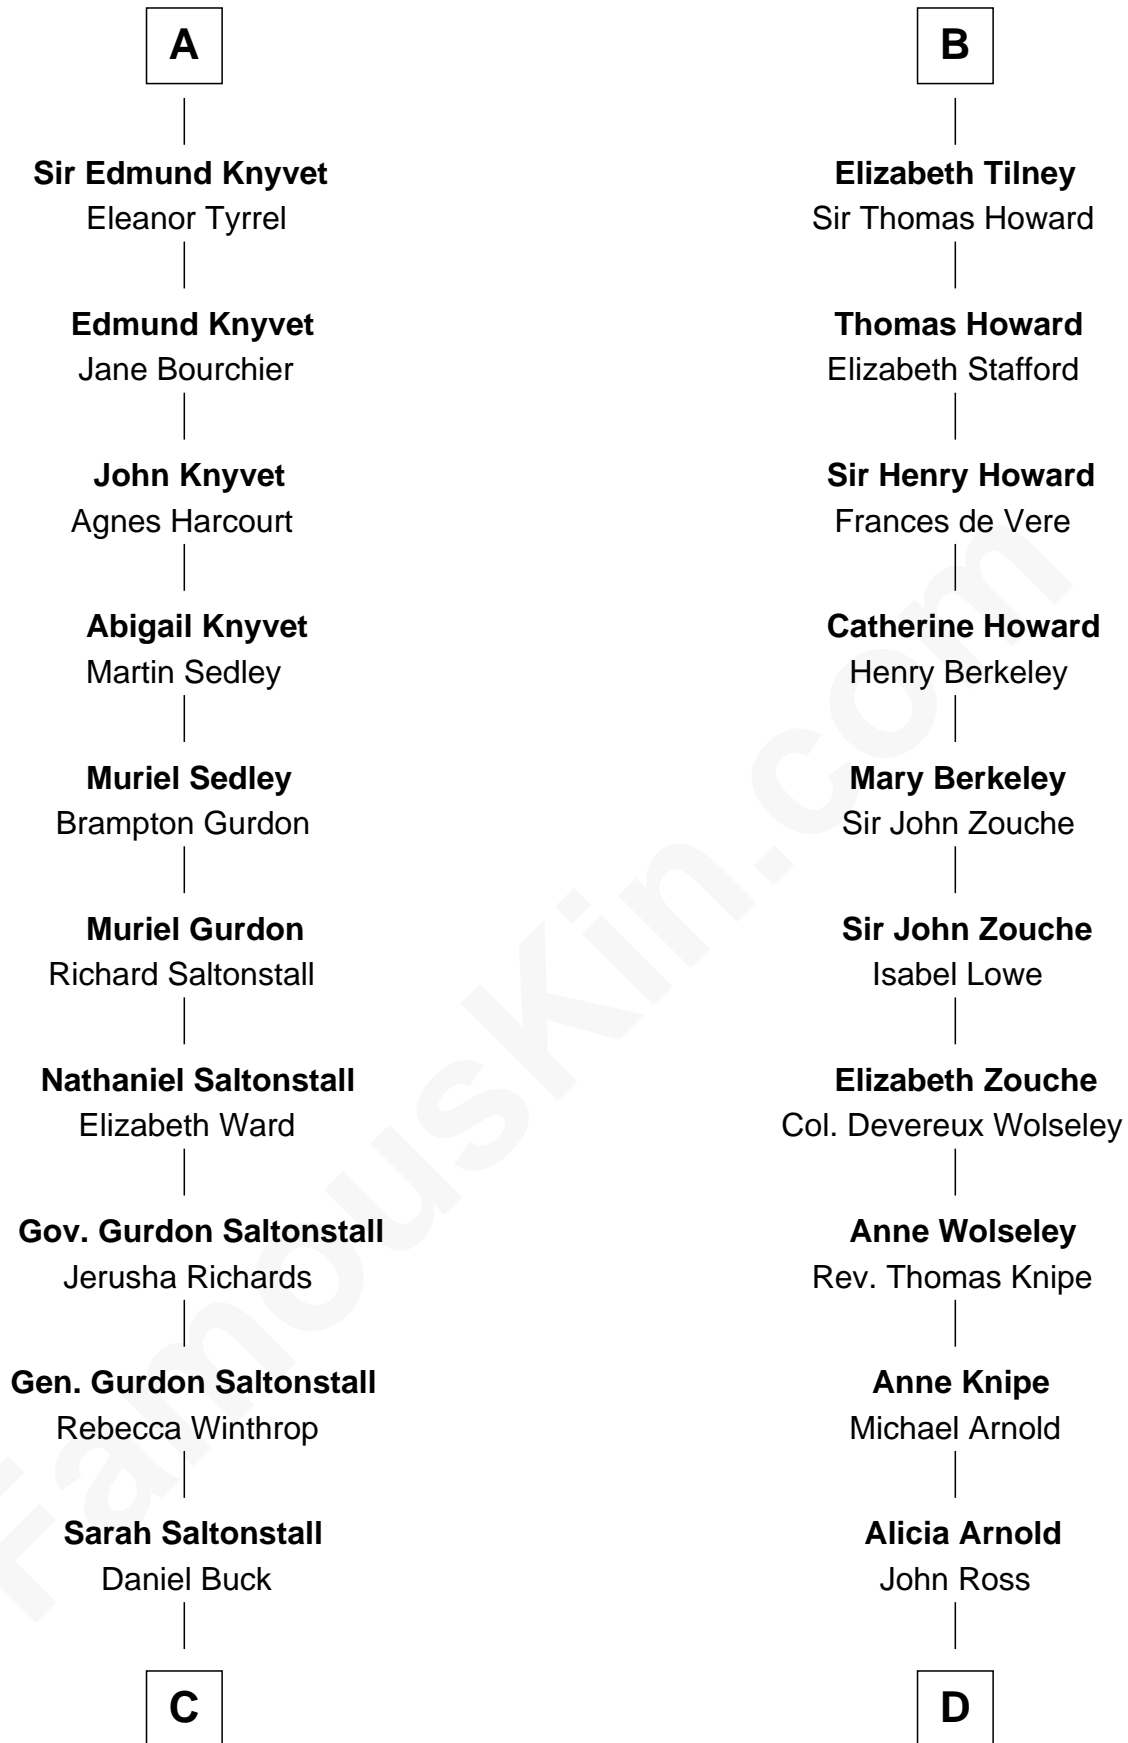 A
Sir Edmund Knyvet
Eleanor Tyrrel
Edmund Knyvet
Jane Bourchier
John Knyvet
Agnes Harcourt
Abigail Knyvet
Martin Sedley
Muriel Sedley
Brampton Gurdon
Muriel Gurdon
Richard Saltonstall
Nathaniel Saltonstall
Elizabeth Ward
Gov. Gurdon Saltonstall
Jerusha Richards
Gen. Gurdon Saltonstall
Rebecca Winthrop
Sarah Saltonstall
Daniel Buck
C
B
Elizabeth Tilney
Sir Thomas Howard
Thomas Howard
Elizabeth Stafford
Sir Henry Howard
Frances de Vere
Catherine Howard
Henry Berkeley
Mary Berkeley
Sir John Zouche
Sir John Zouche
Isabel Lowe
Elizabeth Zouche
Col. Devereux Wolseley
Anne Wolseley
Rev. Thomas Knipe
Anne Knipe
Michael Arnold
Alicia Arnold
John Ross
D
FamousKin.com